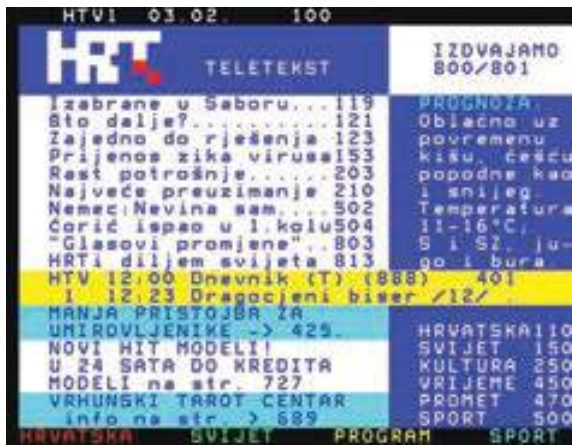 HTV1 03.02. 100
HRT TELETEKST
IZDVAJAMO
800/801
Izabrane u Saboru...119
Što dalje?..........121
Zajedno do rješenja 123
Prijenos zika virusa153
Rast potrošnje......203
Najveće preuzimanje 210
Nemec:Nevina sam....502
Ćorić ispao u 1.kolu504
"Glasovi promjene"..803
HRTi diljem svijeta 813
PROGNOZA.
Oblačno uz
povremenu
kišu, češću
popodne kao
i snijeg.
Temperatura
11-16°C.
S i SZ, ju-
go i bura.
HTV 12:00 Dnevnik (T) (888) 401
1 12:23 Dragocjeni biser /12/
MANJA PRISTOJBA ZA
UMIROVLJENIKE -> 425.
NOVI HIT MODELI!
U 24 SATA DO KREDITA
MODELI na str. 727
VRHUNSKI TAROT CENTAR
info na str. > 689
HRVATSKA110
SVIJET 150
KULTURA 250
VRIJEME 450
PROMET 470
SPORT 500
HRVATSKA SVIJET PROGRAM SPORT